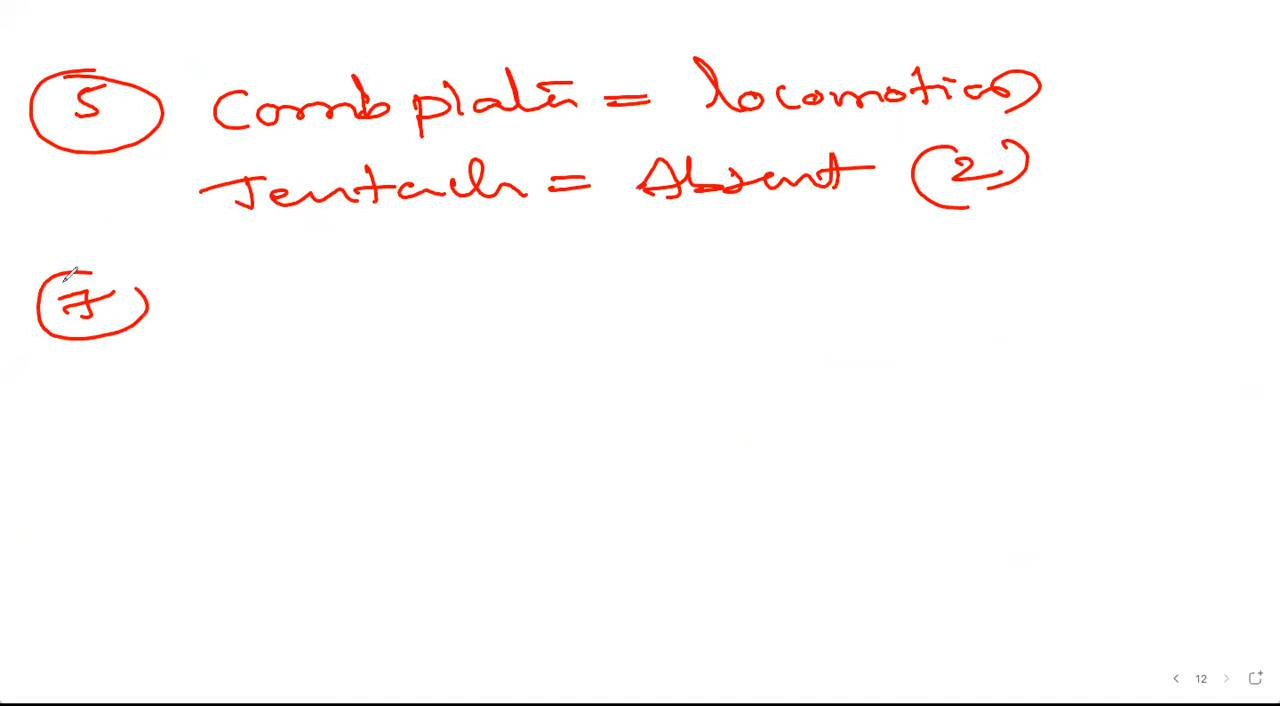 5 Comb plate = locomotion
Tentacle = Absent (2)
7
12